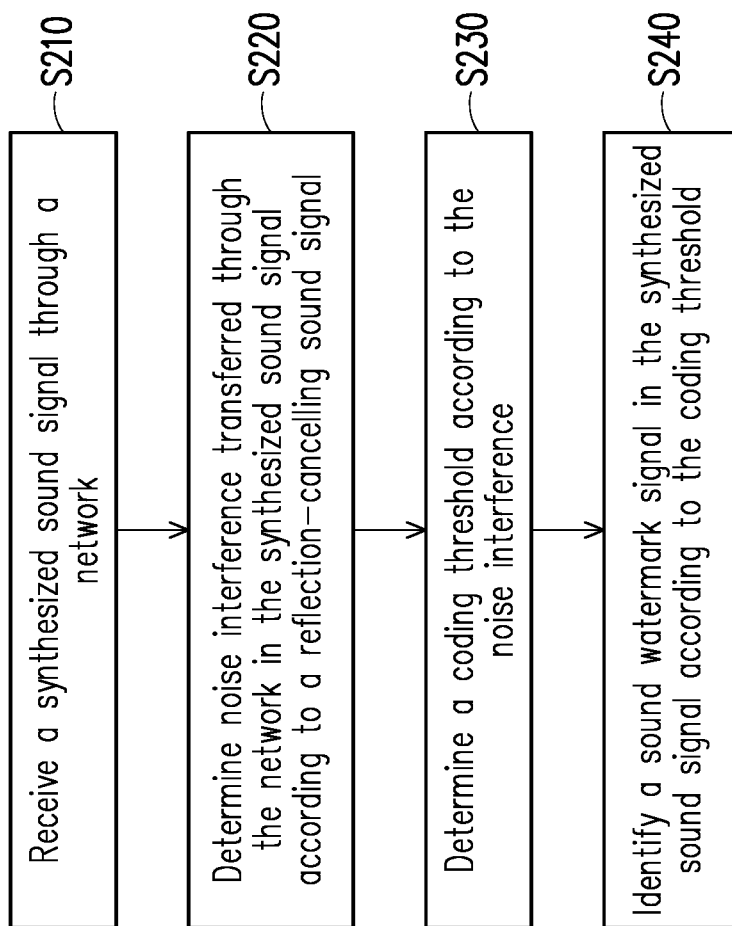 Receive a synthesized sound signal through a
network
S210
Determine noise interference transferred through
the network in the synthesized sound signal
according to a reflection-cancelling sound signal
S220
Determine a coding threshold according to the
noise interference
S230
Identify a sound watermark signal in the synthesized
sound signal according to the coding threshold
S240